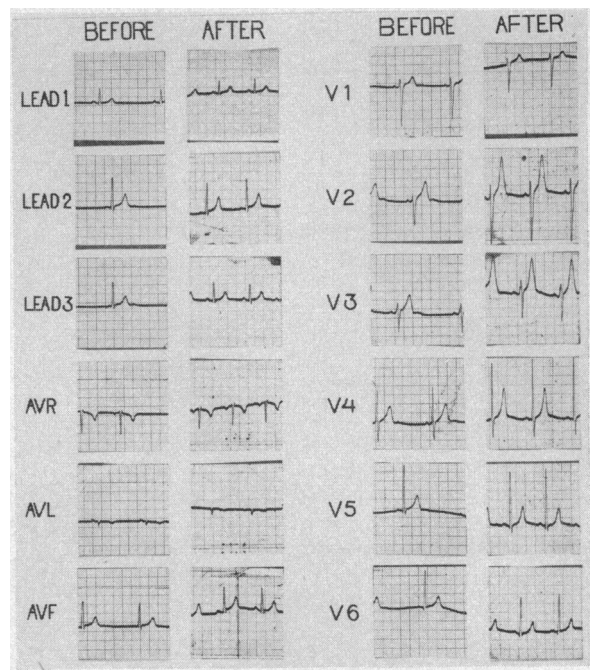 BEFORE AFTER BEFORE AFTER
LEAD 1 V1
LEAD 2 V2
LEAD 3 V3
AVR V4
AVL V5
AVF V6